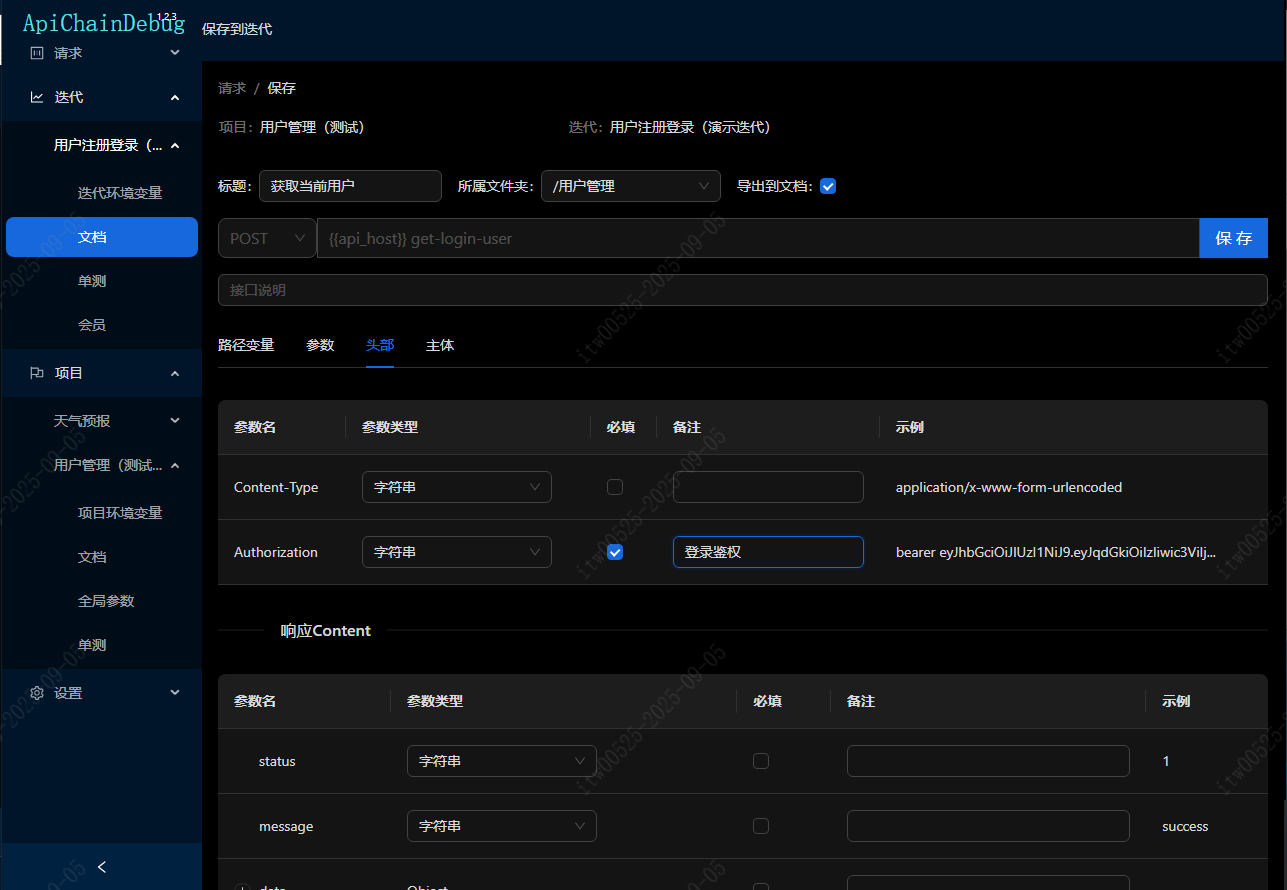 ApiChainDebug 123
保存到迭代
请求
迭代
用户注册登录（...
迭代环境变量
文档
单测
会员
项目
天气预报
用户管理（测试...
项目环境变量
文档
全局参数
单测
设置
请求 / 保存
项目： 用户管理（测试） 迭代： 用户注册登录（演示迭代）
标题： 获取当前用户 所属文件夹： /用户管理 导出到文档：
POST {{api_host}} get-login-user 保 存
接口说明
路径变量 参数 头部 主体
参数名 参数类型 必填 备注 示例
Content-Type 字符串 application/x-www-form-urlencoded
Authorization 字符串 登录鉴权 bearer eyJhbGciOiJIUzI1NiJ9.eyJqdGkiOiIzIiwic3ViIj...
响应Content
参数名 参数类型 必填 备注 示例
status 字符串 1
message 字符串 success
data Object
itw00525-2025-09-05